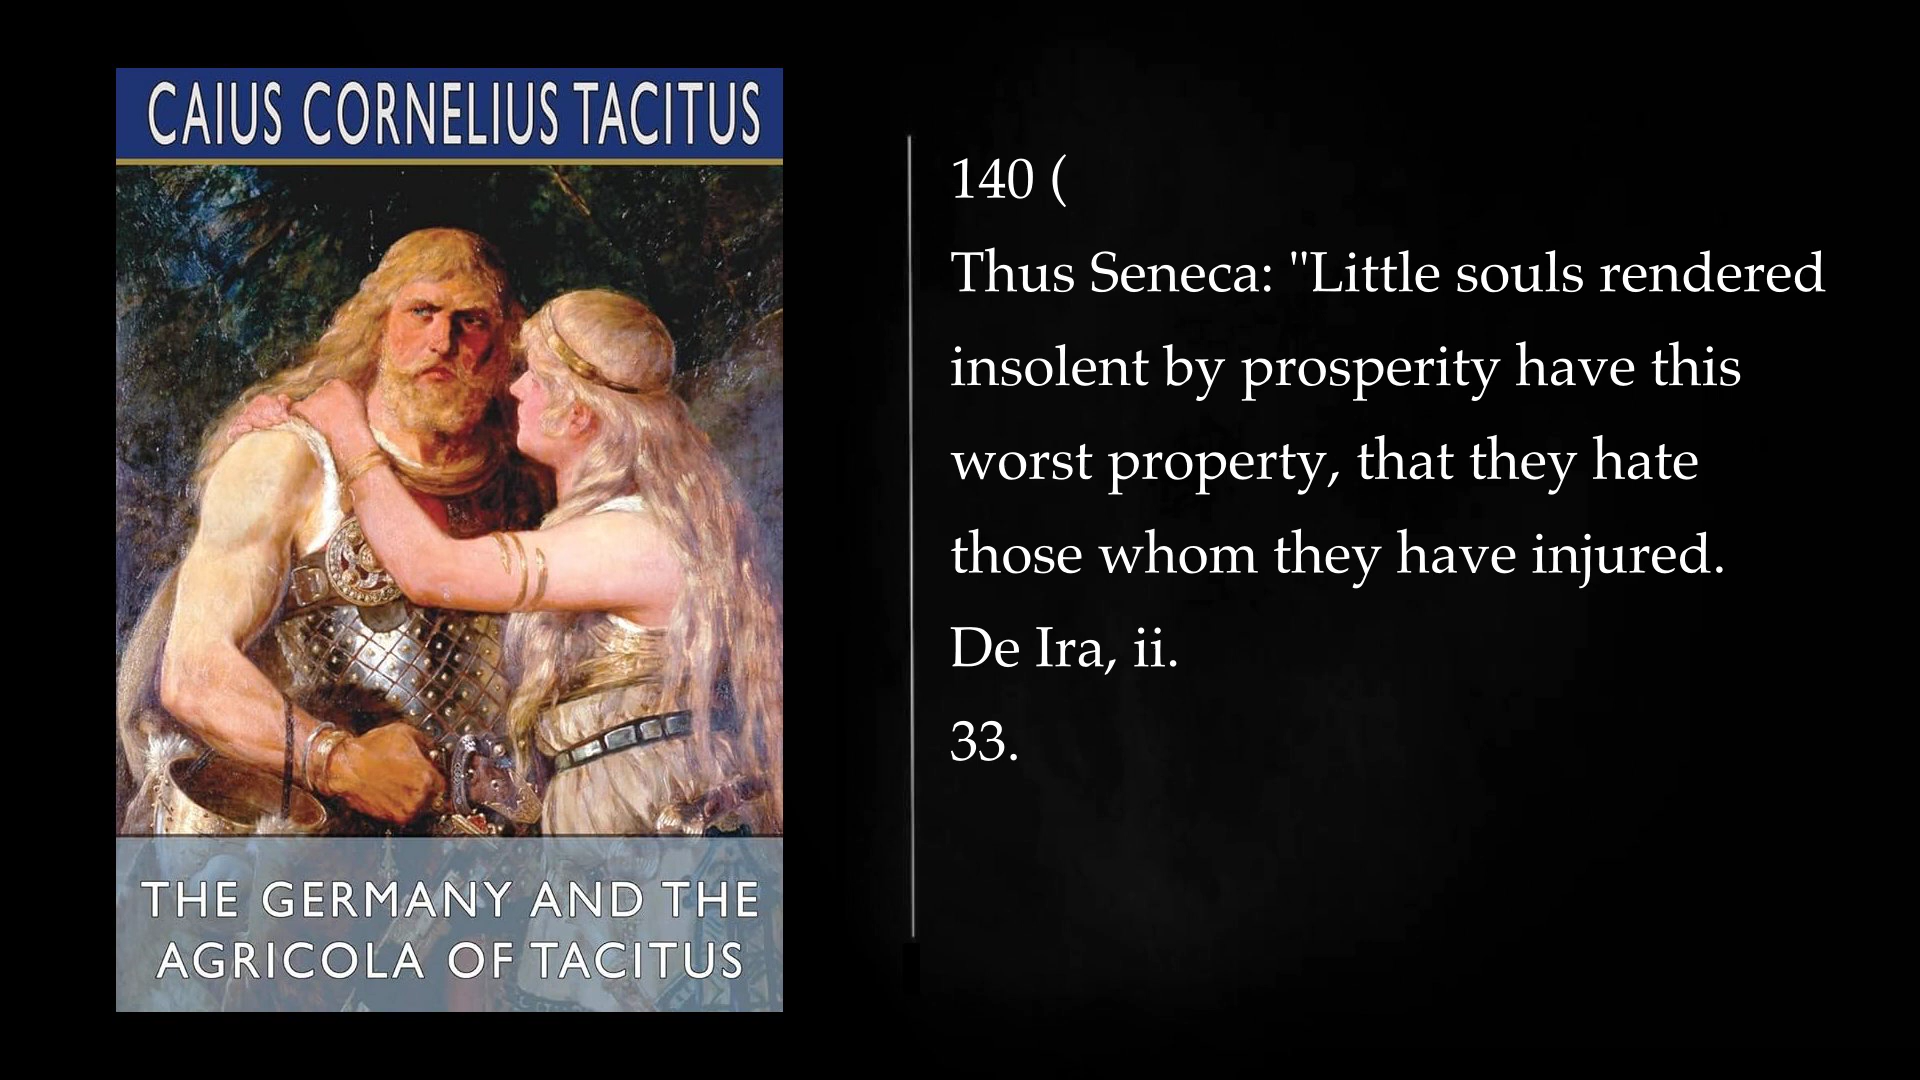 CAIUS CORNELIUS TACITUS
THE GERMANY AND THE
AGRICOLA OF TACITUS
140 (
Thus Seneca: "Little souls rendered
insolent by prosperity have this
worst property, that they hate
those whom they have injured.
De Ira, ii.
33.